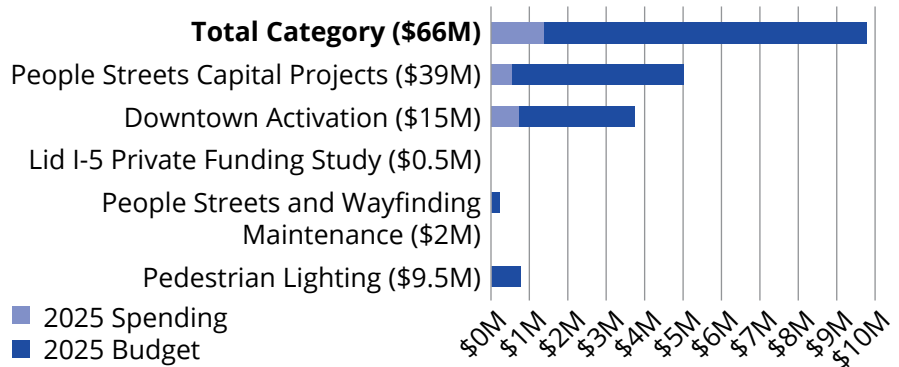 Total Category ($66M)
People Streets Capital Projects ($39M)
Downtown Activation ($15M)
Lid I-5 Private Funding Study ($0.5M)
People Streets and Wayfinding
Maintenance ($2M)
Pedestrian Lighting ($9.5M)
2025 Spending
2025 Budget
$0M
$1M
$2M
$3M
$4M
$5M
$6M
$7M
$8M
$9M
$10M